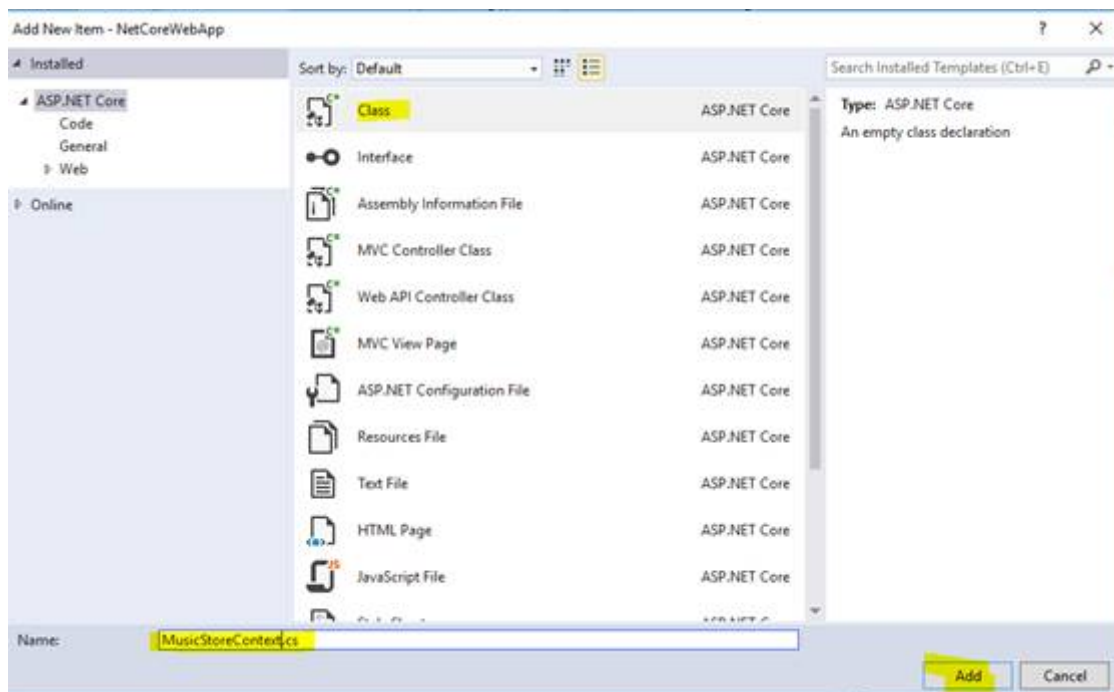 Add New Item - NetCoreWebApp
? ×
Installed
Sort by: Default
Search Installed Templates (Ctrl+E)
ASP.NET Core
Code
General
Web
Online
Class ASP.NET Core
Interface ASP.NET Core
Assembly Information File ASP.NET Core
MVC Controller Class ASP.NET Core
Web API Controller Class ASP.NET Core
MVC View Page ASP.NET Core
ASP.NET Configuration File ASP.NET Core
Resources File ASP.NET Core
Text File ASP.NET Core
HTML Page ASP.NET Core
JavaScript File ASP.NET Core
Type: ASP.NET Core
An empty class declaration
Name: MusicStoreContext.cs
Add Cancel